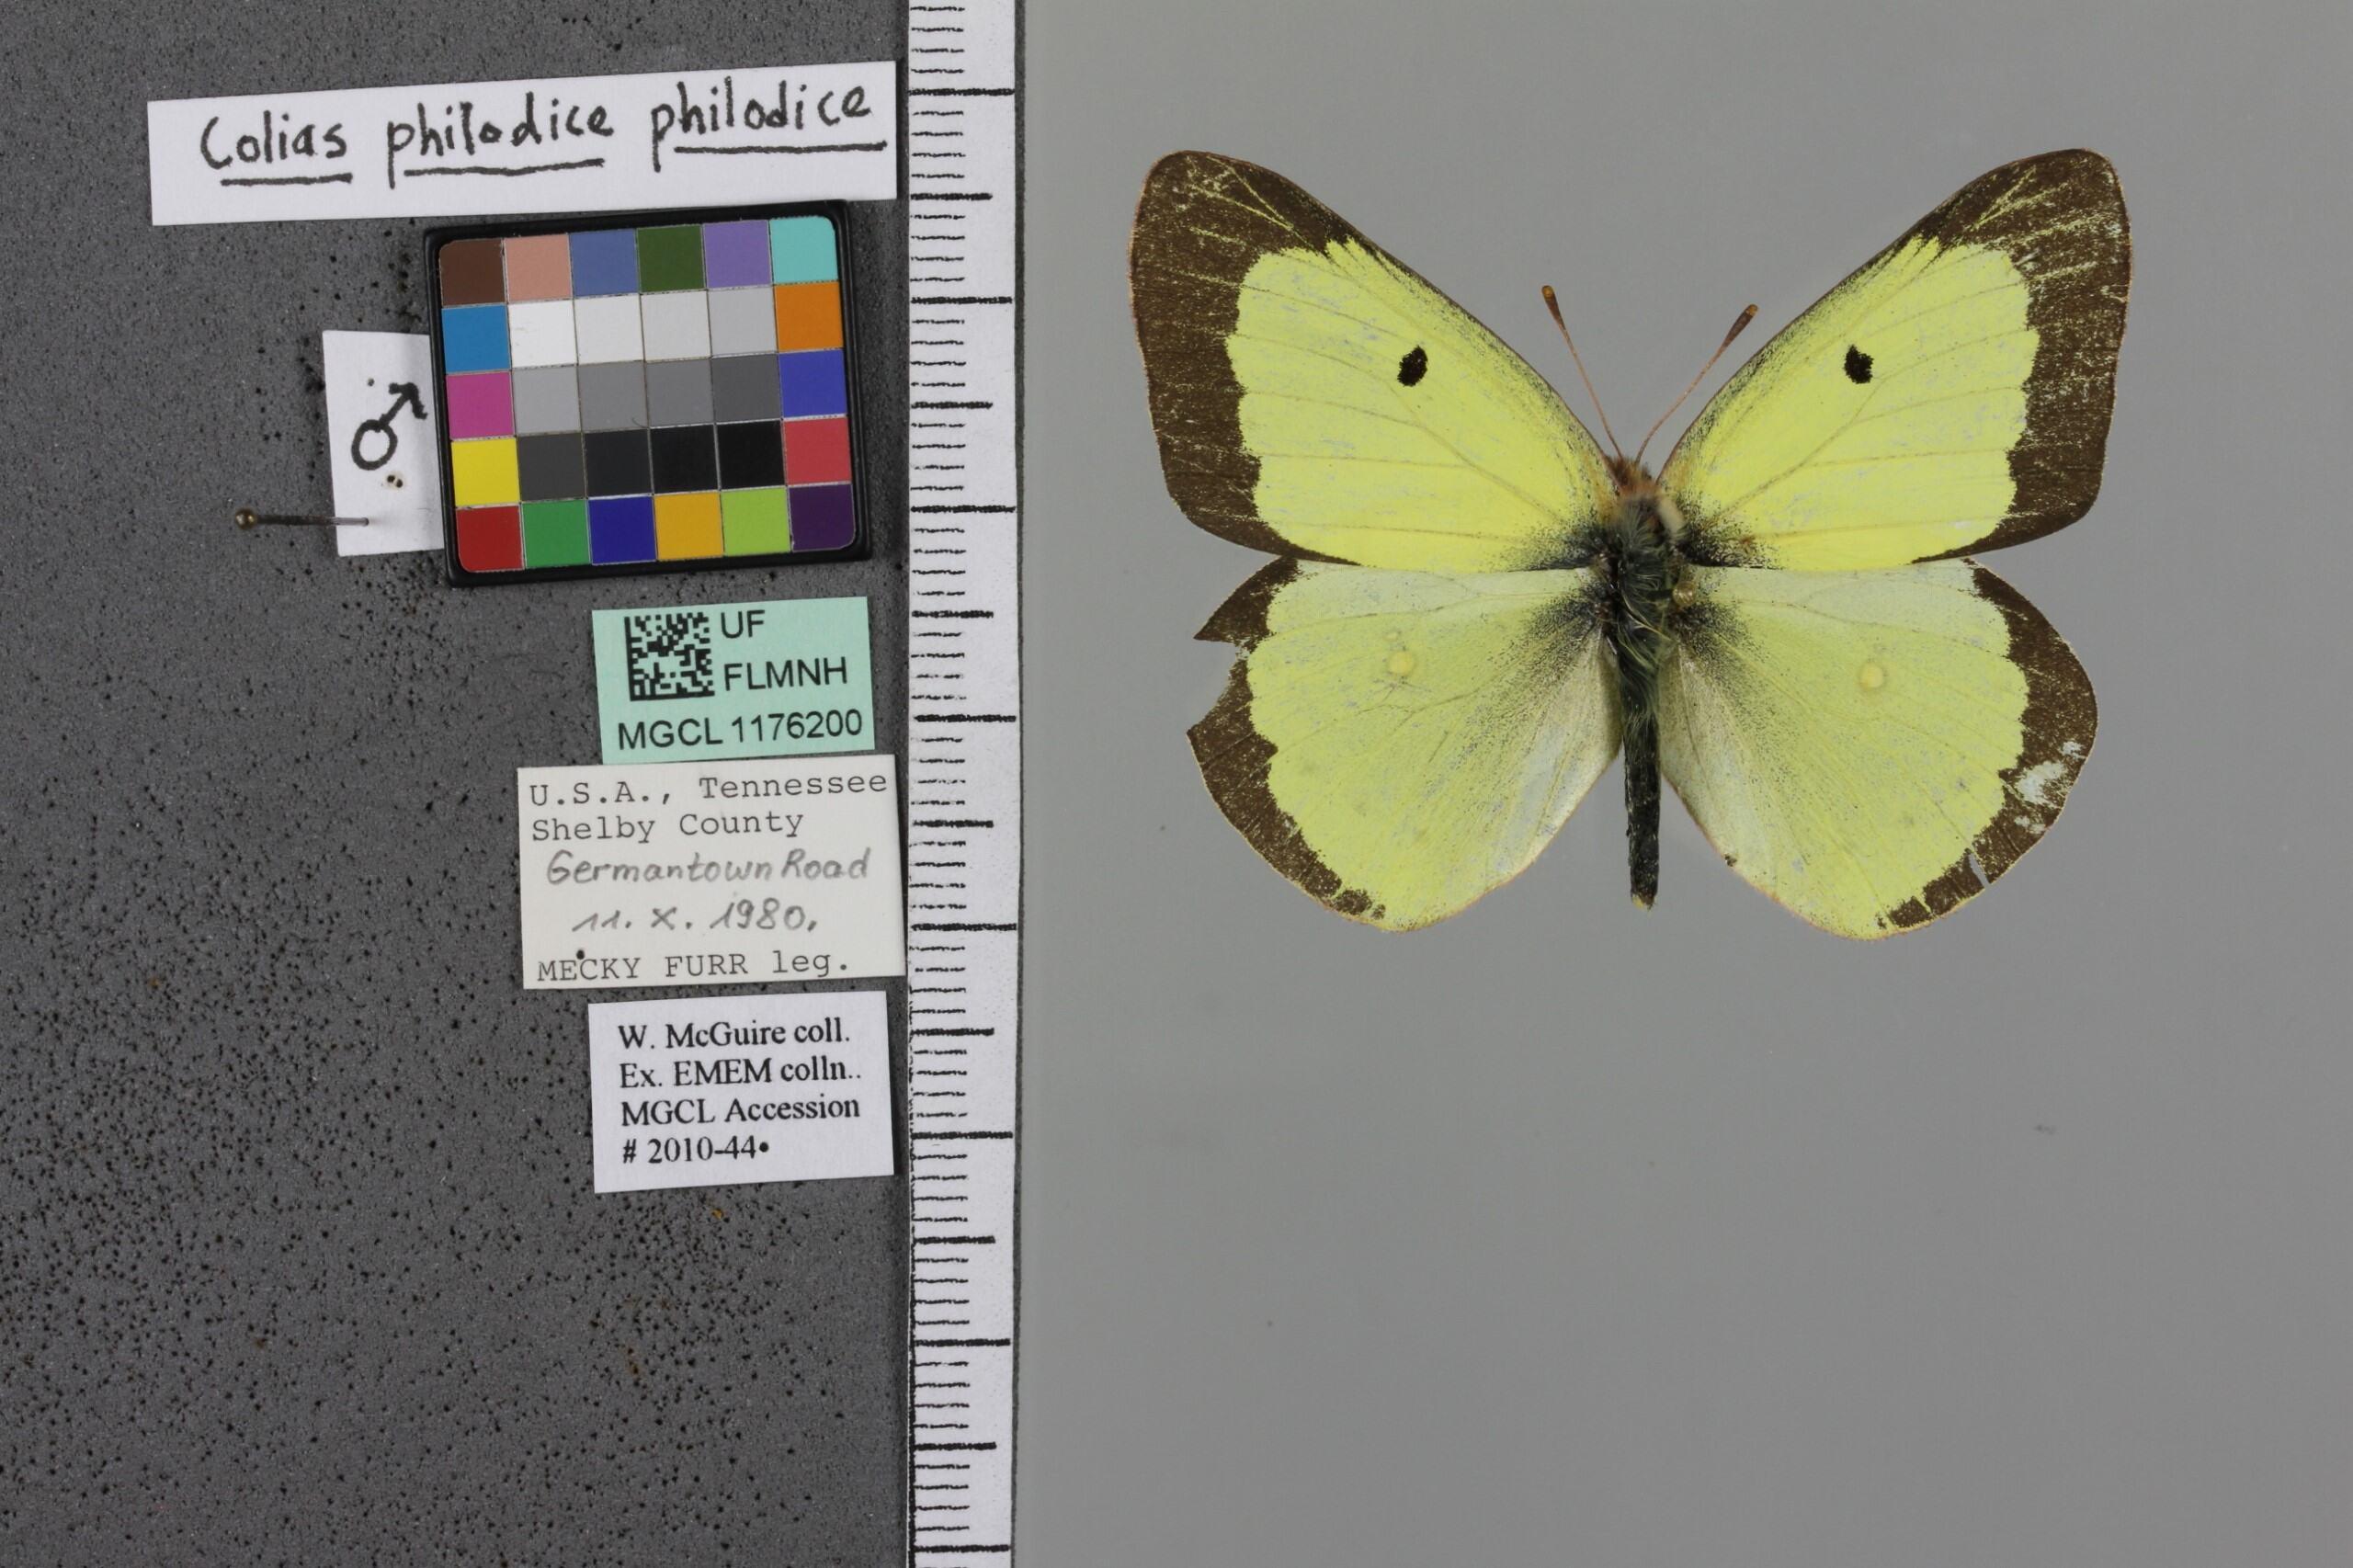 Colias philodice philodice
♂
UF
FLMNH
MGCL 1176200
U.S.A., Tennessee
Shelby County
Germantown Road
11. X. 1980.
MECKY FURR leg.
W. McGuire coll.
Ex. EMEM colln..
MGCL Accession
# 2010-44